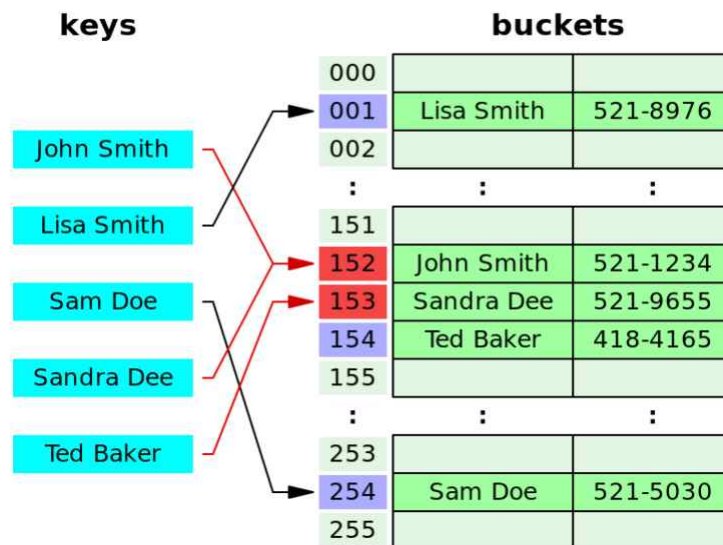 keys
buckets
John Smith
Lisa Smith
Sam Doe
Sandra Dee
Ted Baker
000
001 Lisa Smith 521-8976
002
: : :
151
152 John Smith 521-1234
153 Sandra Dee 521-9655
154 Ted Baker 418-4165
155
: : :
253
254 Sam Doe 521-5030
255